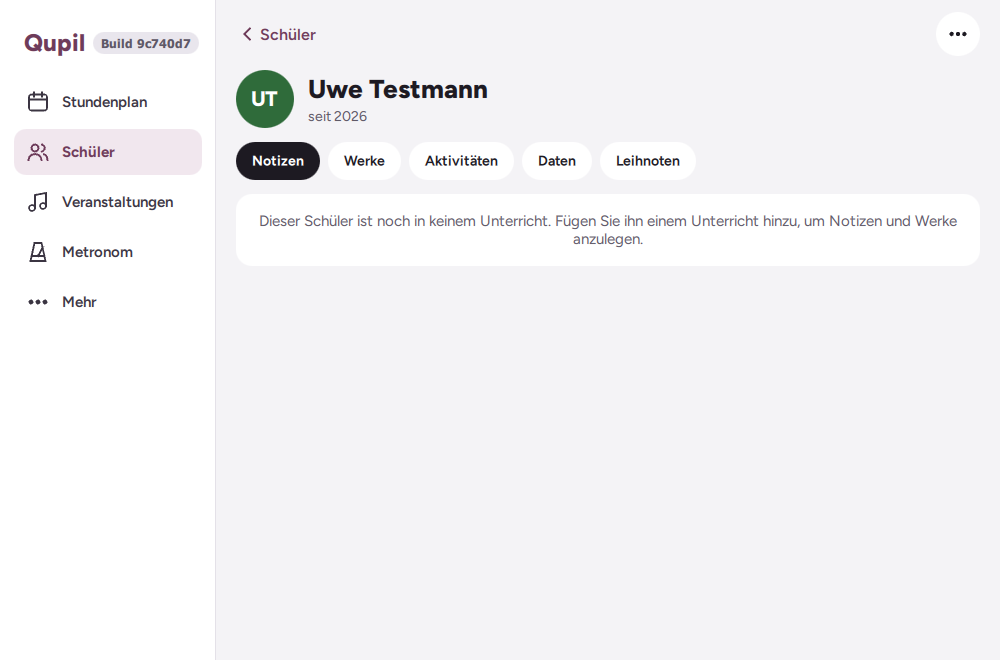 Qupil Build 9c740d7
Stundenplan
Schüler
Veranstaltungen
Metronom
Mehr
Schüler
UT
Uwe Testmann
seit 2026
Notizen Werke Aktivitäten Daten Leihnoten
Dieser Schüler ist noch in keinem Unterricht. Fügen Sie ihn einem Unterricht hinzu, um Notizen und Werke
anzulegen.